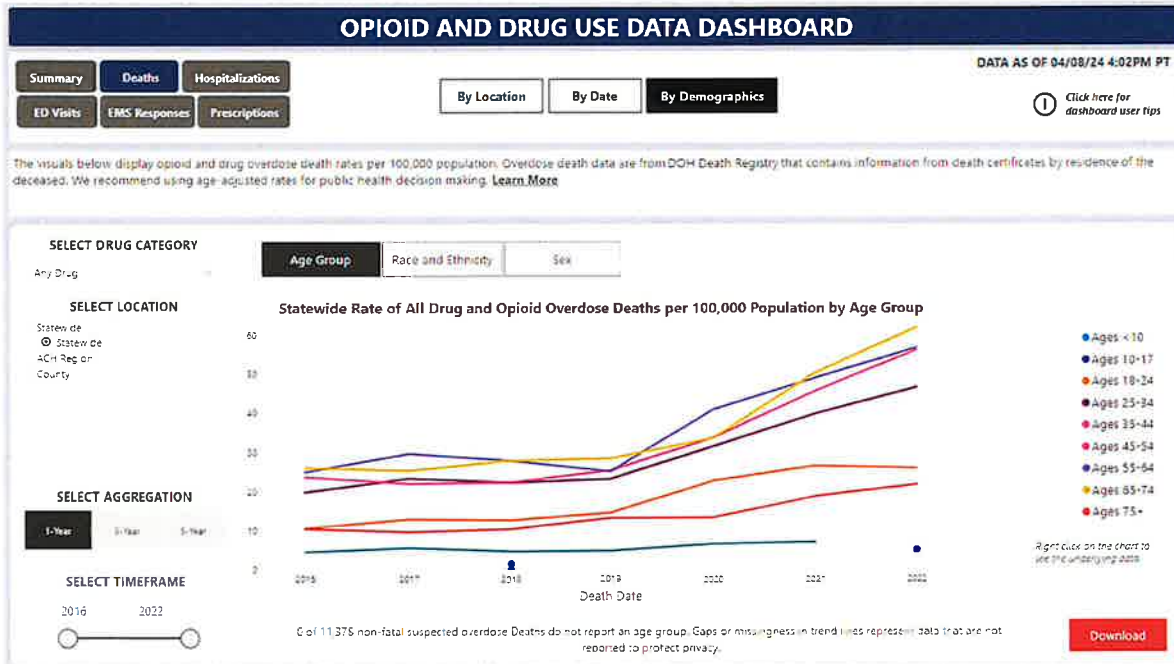 OPIOID AND DRUG USE DATA DASHBOARD
DATA AS OF 04/08/24 4:02PM PT
Summary
Deaths
Hospitalizations
ED Visits
EMS Responses
Prescriptions
By Location
By Date
By Demographics
Click here for
dashboard user tips
The visuals below display opioid and drug overdose death rates per 100,000 population. Overdose death data are from DOH Death Registry that contains information from death certificates by residence of the
deceased. We recommend using age-adjusted rates for public health decision making. Learn More
SELECT DRUG CATEGORY
Any Drug
Age Group
Race and Ethnicity
Sex
SELECT LOCATION
Statewide
Statewide
ACH Region
County
Statewide Rate of All Drug and Opioid Overdose Deaths per 100,000 Population by Age Group
60
50
40
30
20
10
0
2016
2017
2018
2019
2020
2021
2022
Death Date
Ages <10
Ages 10-17
Ages 18-24
Ages 25-34
Ages 35-44
Ages 45-54
Ages 55-64
Ages 65-74
Ages 75+
Right click on the chart to
see the underlying data
SELECT AGGREGATION
1-Year
3-Year
5-Year
SELECT TIMEFRAME
2016
2022
0 of 11,378 non-fatal suspected overdose Deaths do not report an age group. Gaps or missingness in trend lines represent data that are not
reported to protect privacy.
Download